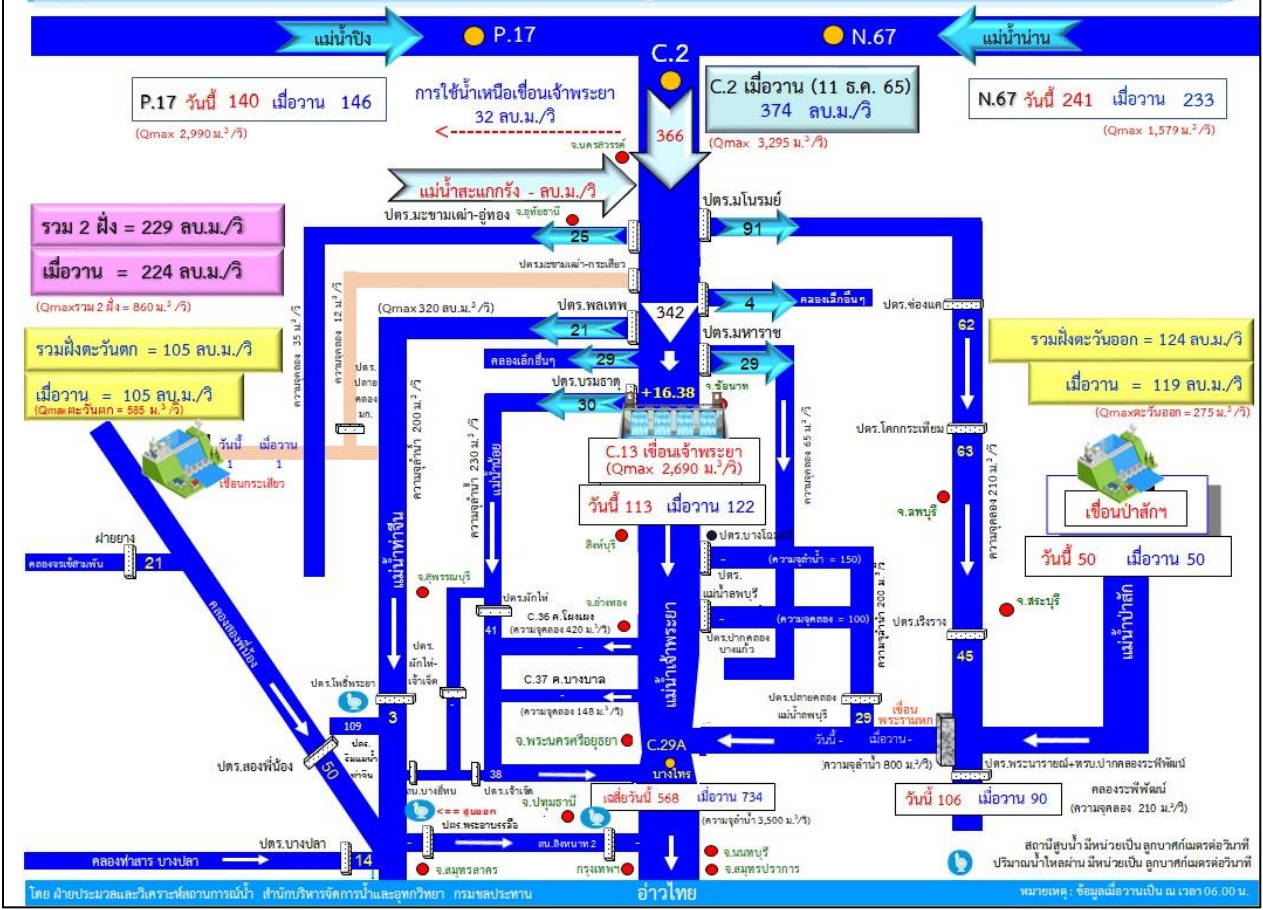 แม่น้ำปิง
P.17
N.67
แม่น้ำน่าน
C.2
P.17 วันนี้ 140 เมื่อวาน 146
(Qmax 2,990 ม.³/วิ)
การใช้น้ำเหนือเขื่อนเจ้าพระยา
32 ลบ.ม./วิ
จ.นครสวรรค์
366
C.2 เมื่อวาน (11 ธ.ค. 65)
374 ลบ.ม./วิ
(Qmax 3,295 ม.³/วิ)
N.67 วันนี้ 241 เมื่อวาน 233
(Qmax 1,579 ม.³/วิ)
แม่น้ำสะแกกรัง - ลบ.ม./วิ
ปตร.มะขามเฒ่า-อู่ทอง จ.อุทัยธานี
25
ปตร.มโนรมย์
91
รวม 2 ฝั่ง = 229 ลบ.ม./วิ
เมื่อวาน = 224 ลบ.ม./วิ
(Qmaxรวม 2 ฝั่ง = 860 ม.³/วิ)
ปตร.มะขามเฒ่า-กระเสียว
ความจุคลอง 35 ม.³/วิ
ความจุคลอง 12 ม.³/วิ
(Qmax 320 ลบ.ม./วิ)
ปตร.พลเทพ
21
342
4
คลองเล็กอื่นๆ
ปตร.ช่องแค
62
ปตร.มหาราช
29
คลองเล็กอื่นๆ
29
รวมฝั่งตะวันตก = 105 ลบ.ม./วิ
เมื่อวาน = 105 ลบ.ม./วิ
(Qmaxตะวันตก = 585 ม.³/วิ)
รวมฝั่งตะวันออก = 124 ลบ.ม./วิ
เมื่อวาน = 119 ลบ.ม./วิ
(Qmaxตะวันออก = 275 ม.³/วิ)
ปตร.
ปลาย
คลอง
มก.
ปตร.บรมธาตุ
30
+16.38
จ.ชัยนาท
C.13 เขื่อนเจ้าพระยา
(Qmax 2,690 ม.³/วิ)
วันนี้ 113 เมื่อวาน 122
วันนี้ เมื่อวาน
1 1
เขื่อนกระเสียว
ความจุลำน้ำ 200 ม.³/วิ
ความจุลำน้ำ 230 ม.³/วิ
แม่น้ำน้อย
ความจุคลอง 65 ม.³/วิ
ปตร.โคกกระเทียม
63
ความจุคลอง 210 ม.³/วิ
จ.ลพบุรี
เขื่อนป่าสักฯ
วันนี้ 50 เมื่อวาน 50
ฝายยาง
คลองจรเข้สามพัน
21
คลองสองพี่น้อง
แม่น้ำท่าจีน
จ.สุพรรณบุรี
สิงห์บุรี
ปตร.บางโฉมศรี
-
(ความจุลำน้ำ = 150)
ปตร.
แม่น้ำลพบุรี
-
(ความจุคลอง = 100)
ปตร.ปากคลอง
บางแก้ว
ความจุลำน้ำ 200 ม.³/วิ
ปตร.ผักไห่
41
จ.อ่างทอง
C.36 ค.โผงเผง
(ความจุคลอง 420 ม.³/วิ)
-
C.37 ค.บางบาล
-
(ความจุคลอง 148 ม.³/วิ)
แม่น้ำเจ้าพระยา
จ.สระบุรี
ปตร.เริงราง
45
แม่น้ำป่าสัก
ปตร.
ผักไห่-
เจ้าเจ็ด
-
ปตร.โพธิ์พระยา
3
109
ปตร.
ริมแม่น้ำ
ท่าจีน
ปตร.สองพี่น้อง
50
ปตร.ปลายคลอง
แม่น้ำลพบุรี
29
เขื่อน
พระรามหก
วันนี้ - เมื่อวาน -
(ความจุลำน้ำ 800 ม.³/วิ)
จ.พระนครศรีอยุธยา
C.29A
บางไทร
38
สน.บางยี่หน
ปตร.เจ้าเจ็ด
เฉลี่ยวันนี้ 568 เมื่อวาน 734
(ความจุลำน้ำ 3,500 ม.³/วิ)
ปตร.พระนารายณ์+ทรบ.ปากคลองระพีพัฒน์
วันนี้ 106 เมื่อวาน 90
คลองระพีพัฒน์
(ความจุคลอง 210 ม.³/วิ)
<== สูบออก
จ.ปทุมธานี
ปตร.พระยาบรรลือ
-
สน.สิงหนาท 2
-
ปตร.บางปลา
คลองท่าสาร บางปลา
14
จ.สมุทรสาคร
กรุงเทพฯ
จ.นนทบุรี
จ.สมุทรปราการ
สถานีสูบน้ำ มีหน่วยเป็น ลูกบาศก์เมตรต่อวินาที
ปริมาณน้ำไหลผ่าน มีหน่วยเป็น ลูกบาศก์เมตรต่อวินาที
โดย ฝ่ายประมวลและวิเคราะห์สถานการณ์น้ำ สำนักบริหารจัดการน้ำและอุทกวิทยา กรมชลประทาน
อ่าวไทย
หมายเหตุ : ข้อมูลเมื่อวานเป็น ณ เวลา 06.00 น.